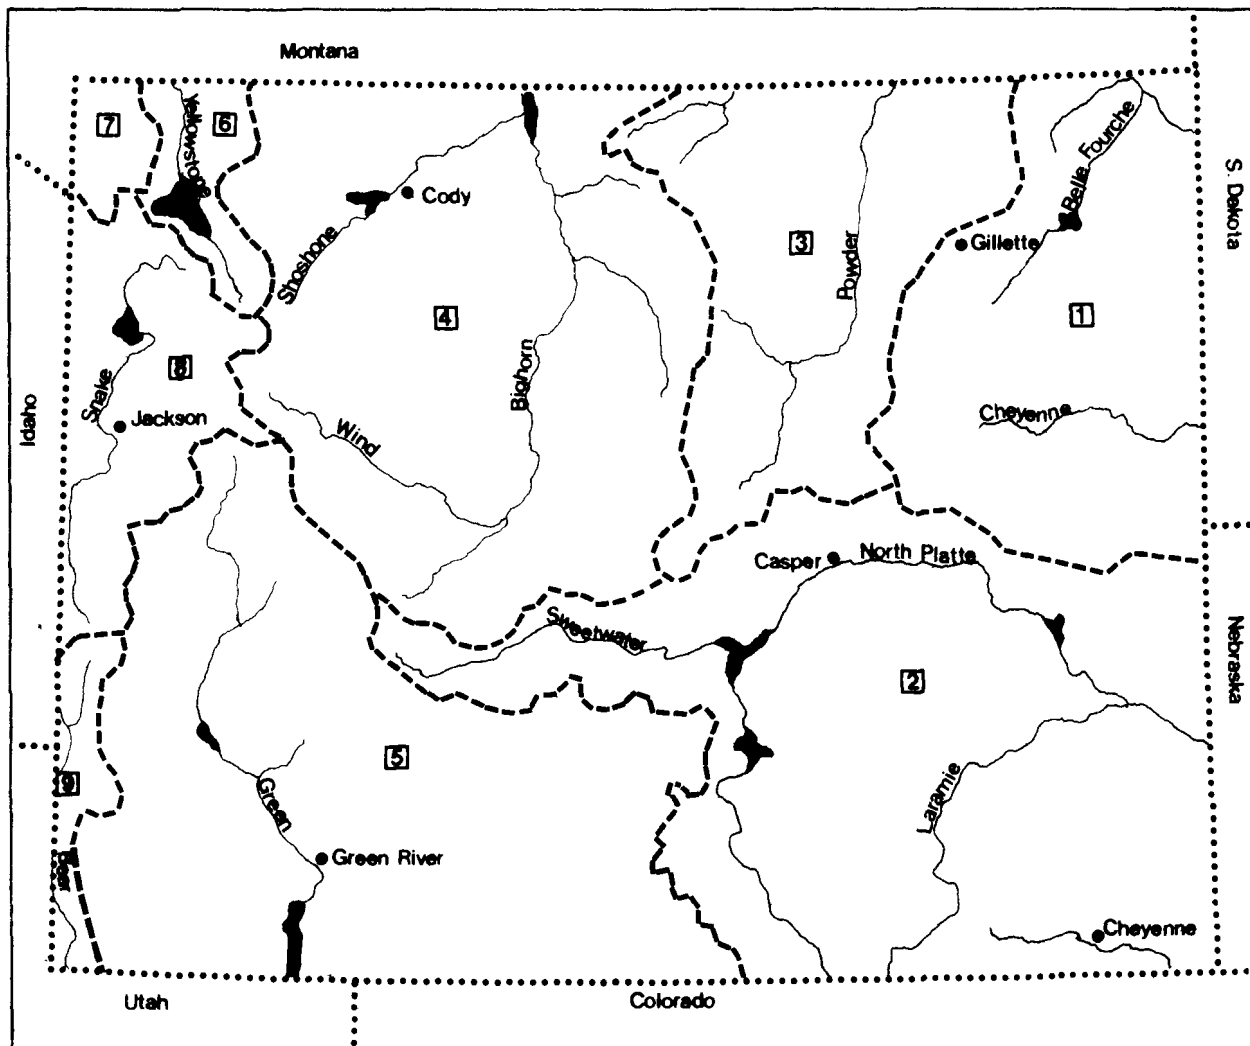 Montana
7
6
Yellowstone
Cody
Shoshone
4
Bighorn
Wind
3
Powder
Belle Fourche
Gillette
1
Cheyenne
S. Dekota
8
Snake
Jackson
Idaho
Casper
North Platte
Sweetwater
2
Nebraska
5
9
Green
Green River
Laramie
Bear
Cheyenne
Utah
Colorado